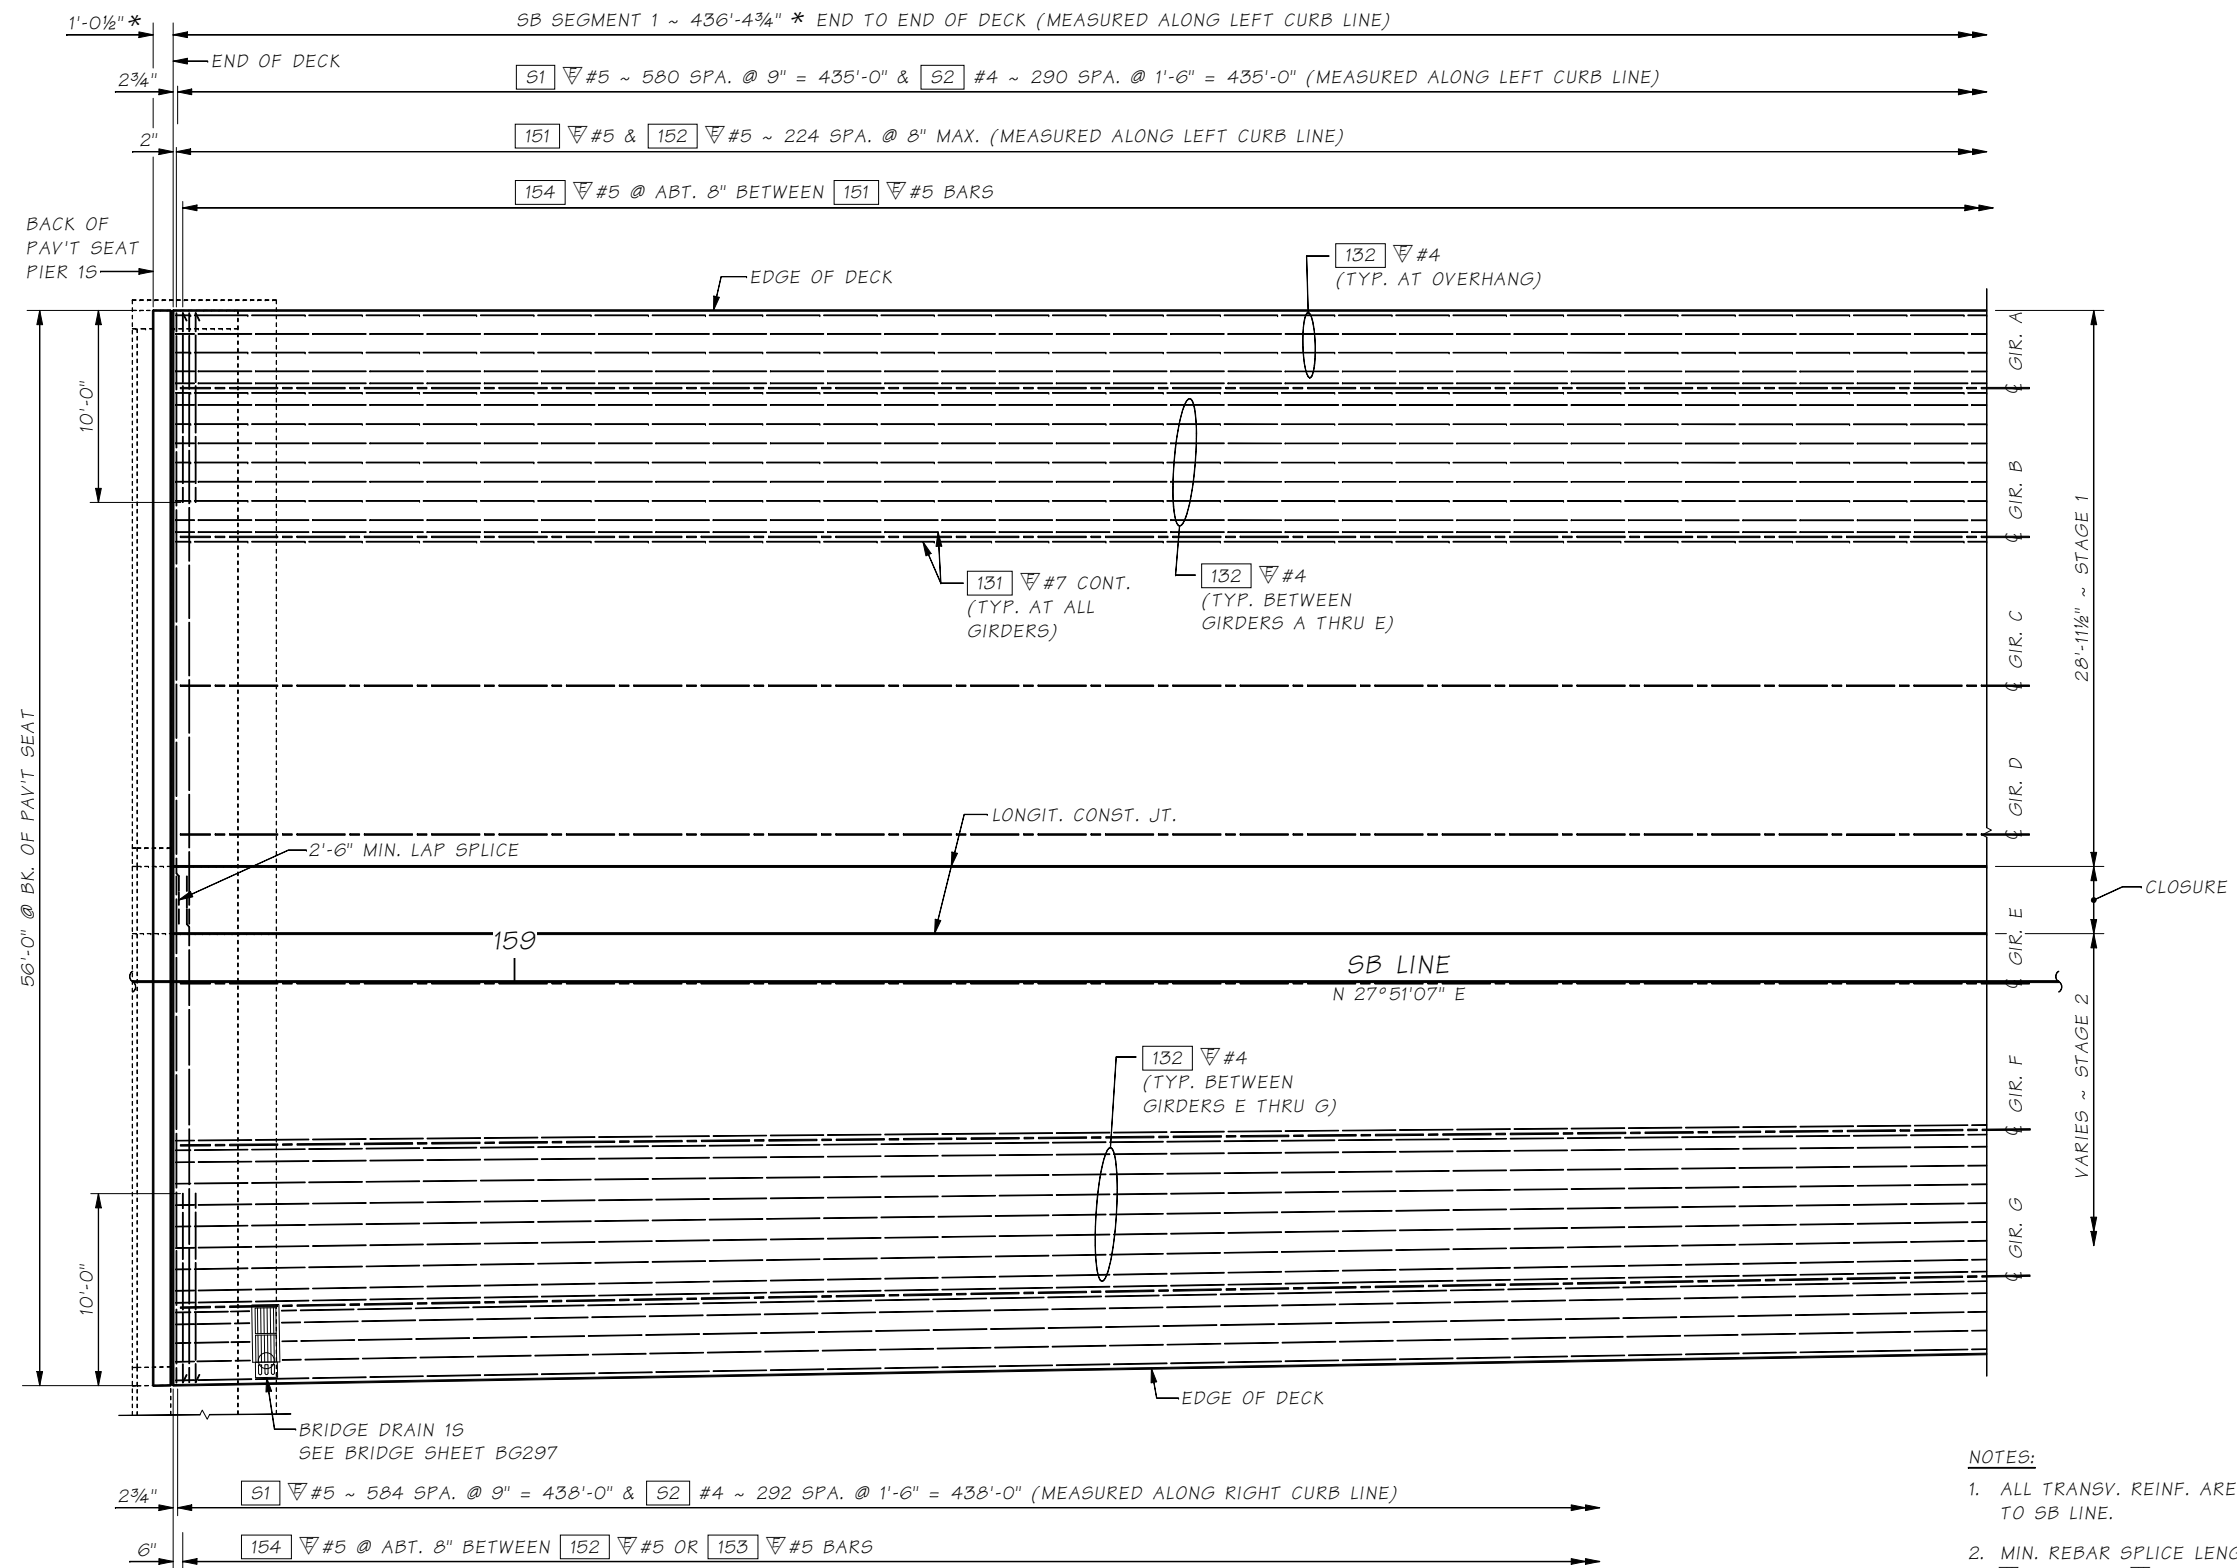 1'-0½" *
SB SEGMENT 1 ~ 436'-4¾" * END TO END OF DECK (MEASURED ALONG LEFT CURB LINE)
END OF DECK
2¾"
S1 E #5 ~ 580 SPA. @ 9" = 435'-0" & S2 #4 ~ 290 SPA. @ 1'-6" = 435'-0" (MEASURED ALONG LEFT CURB LINE)
2"
151 E #5 & 152 E #5 ~ 224 SPA. @ 8" MAX. (MEASURED ALONG LEFT CURB LINE)
154 E #5 @ ABT. 8" BETWEEN 151 E #5 BARS
BACK OF
PAV'T SEAT
PIER 1S
EDGE OF DECK
132 E #4
(TYP. AT OVERHANG)
10'-0"
℄ GIR. A
℄ GIR. B
28'-11½" ~ STAGE 1
131 E #7 CONT.
(TYP. AT ALL
GIRDERS)
132 E #4
(TYP. BETWEEN
GIRDERS A THRU E)
℄ GIR. C
56'-0" @ BK. OF PAV'T SEAT
℄ GIR. D
LONGIT. CONST. JT.
2'-6" MIN. LAP SPLICE
CLOSURE
159
℄ GIR. E
SB LINE
N 27°51'07" E
132 E #4
(TYP. BETWEEN
GIRDERS E THRU G)
℄ GIR. F
VARIES ~ STAGE 2
℄ GIR. G
10'-0"
EDGE OF DECK
BRIDGE DRAIN 1S
SEE BRIDGE SHEET BG297
2¾"
S1 E #5 ~ 584 SPA. @ 9" = 438'-0" & S2 #4 ~ 292 SPA. @ 1'-6" = 438'-0" (MEASURED ALONG RIGHT CURB LINE)
6"
154 E #5 @ ABT. 8" BETWEEN 152 E #5 OR 153 E #5 BARS
NOTES:
1. ALL TRANSV. REINF. ARE
TO SB LINE.
2. MIN. REBAR SPLICE LENG